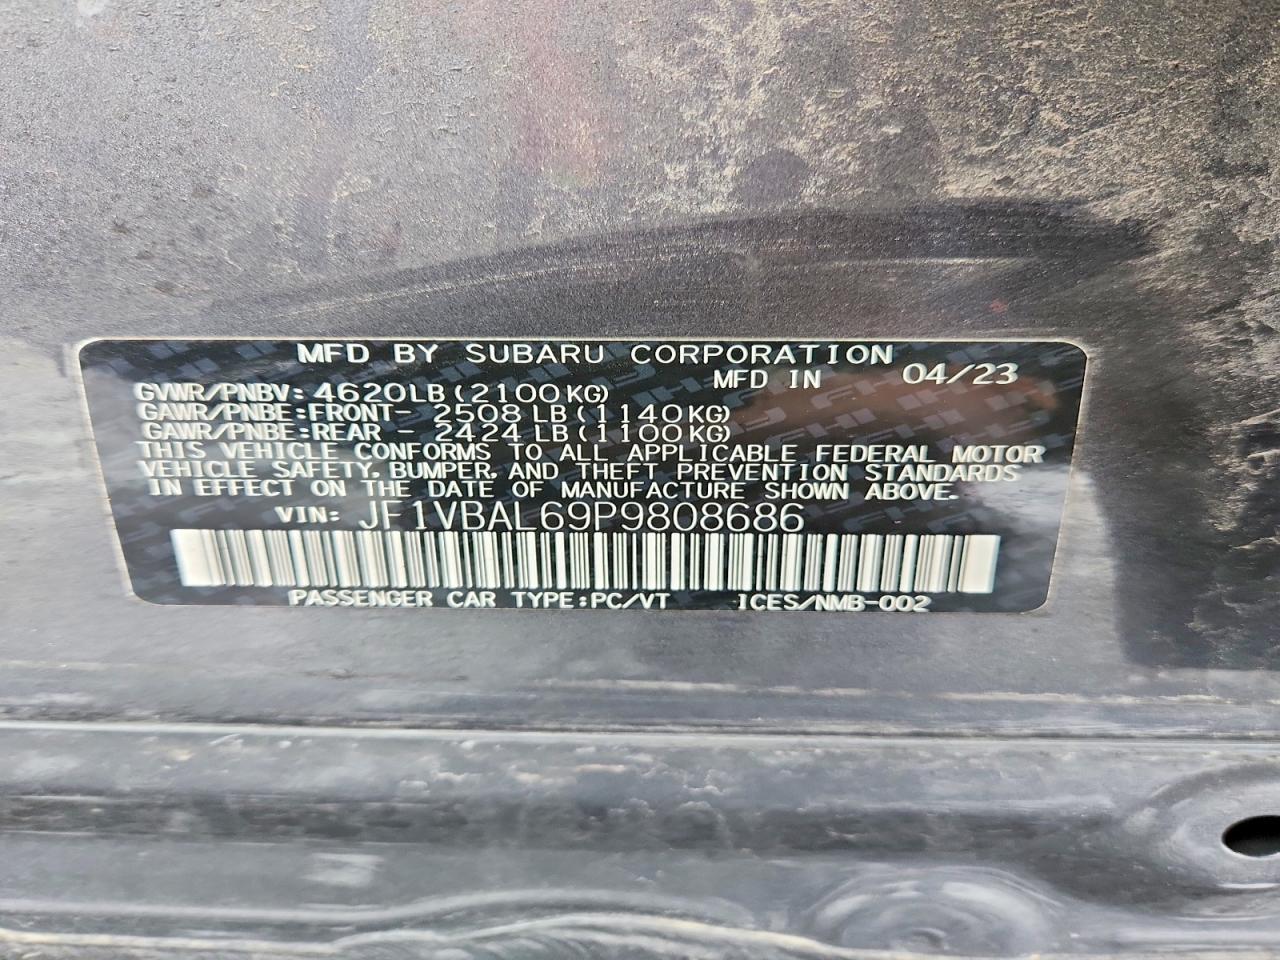 MFD BY SUBARU CORPORATION
MFD IN 04/23
GVWR/PNBV: 4620LB (2100KG)
GAWR/PNBE:FRONT- 2508 LB (1140KG)
GAWR/PNBE:REAR - 2424 LB (1100KG)
THIS VEHICLE CONFORMS TO ALL APPLICABLE FEDERAL MOTOR
VEHICLE SAFETY, BUMPER, AND THEFT PREVENTION STANDARDS
IN EFFECT ON THE DATE OF MANUFACTURE SHOWN ABOVE.
VIN: JF1VBAL69P9808686
PASSENGER CAR TYPE:PC/VT ICES/NMB-002